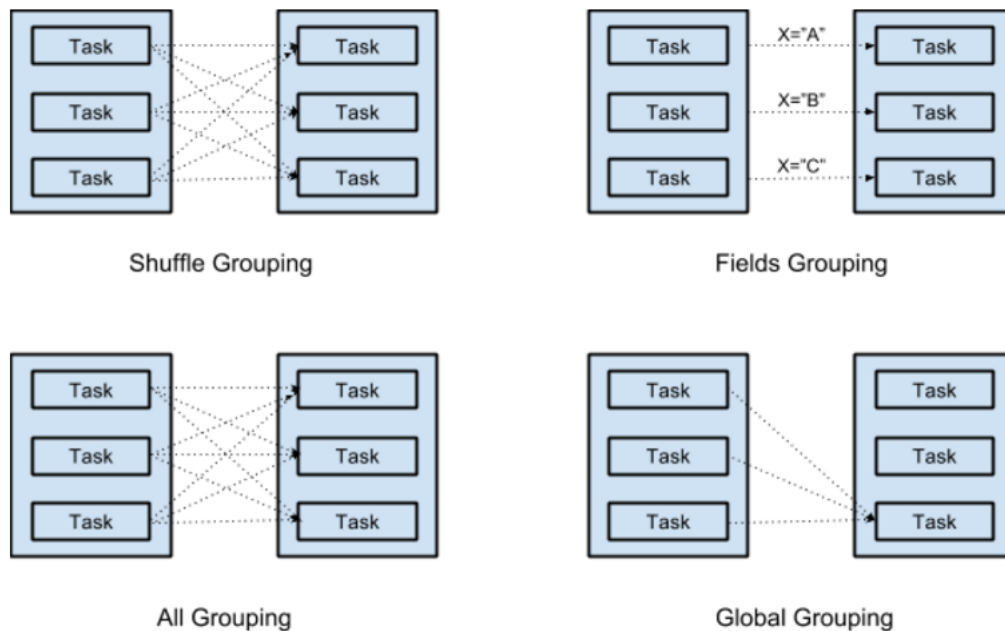 Task
Task
Task
Task
Task
Task
Shuffle Grouping
Task
X="A"
Task
Task
X="B"
Task
Task
X="C"
Task
Fields Grouping
Task
Task
Task
Task
Task
Task
All Grouping
Task
Task
Task
Task
Task
Task
Global Grouping